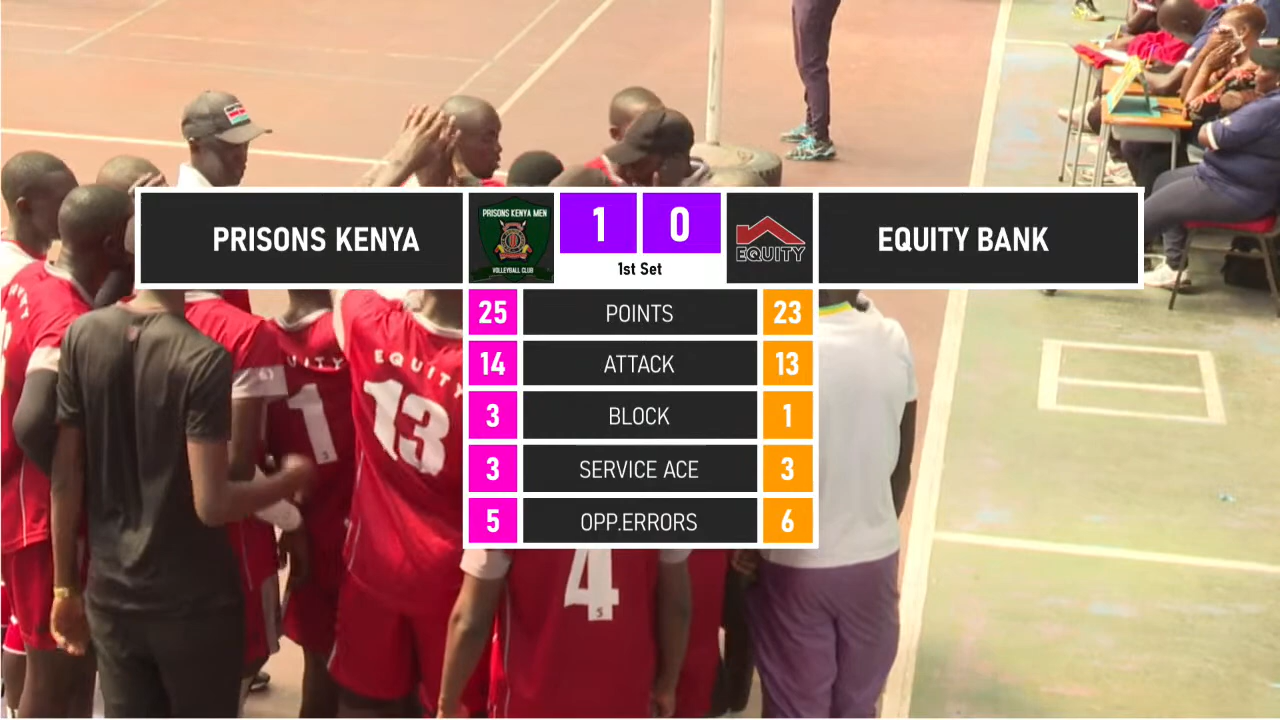 PRISONS KENYA
PRISONS KENYA MEN
VOLLEYBALL CLUB
1 0
1st Set
EQUITY
EQUITY BANK
25 POINTS 23
14 ATTACK 13
3 BLOCK 1
3 SERVICE ACE 3
5 OPP.ERRORS 6
1
EQUITY
13
4